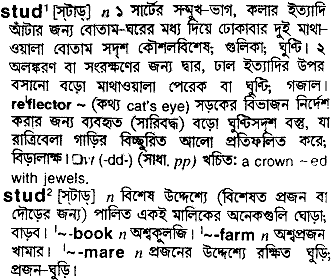 stud¹ [স্টাড্] n ১ সার্টের সম্মুখ-ভাগ, কলার ইত্যাদি
আঁটার জন্য বোতাম-ঘরের মধ্য দিয়ে ঢোকাবার দুই মাথা-
ওয়ালা বোতাম সদৃশ কৌশলবিশেষ; গুলিকা; ঘুন্টি। ২
অলঙ্করণ বা সংরক্ষণের জন্য দ্বার, ঢাল ইত্যাদির উপর
বসানো বড়ো মাথাওয়ালা পেরেক বা ঘুন্টি, গজাল।
reˈflector ~ (কথ্য cat's eye) সড়কের বিভাজন নির্দেশ
করার জন্য ব্যবহৃত (সারিবদ্ধ) বড়ো ঘুন্টিসদৃশ বস্তু, যা
রাত্রিবেলা গাড়ির বিচ্ছুরিত আলো প্রতিফলিত করে;
বিড়ালাক্ষ। □vt (-dd-) (সাধা. pp) খচিত: a crown ~ed
with jewels.
stud² [স্টাড্] n বিশেষ উদ্দেশ্যে (বিশেষত প্রজন বা
দৌড়ের জন্য) পালিত একই মালিকের অনেকগুলি ঘোড়া;
বাড়ব। ˈ~-book n অশ্বকুলজি। ˈ~-farm n অশ্বপ্রজন
খামার। ˈ~-mare n প্রজনের উদ্দেশ্যে রক্ষিত ঘুড়ি,
প্রজন-ঘুড়ি।